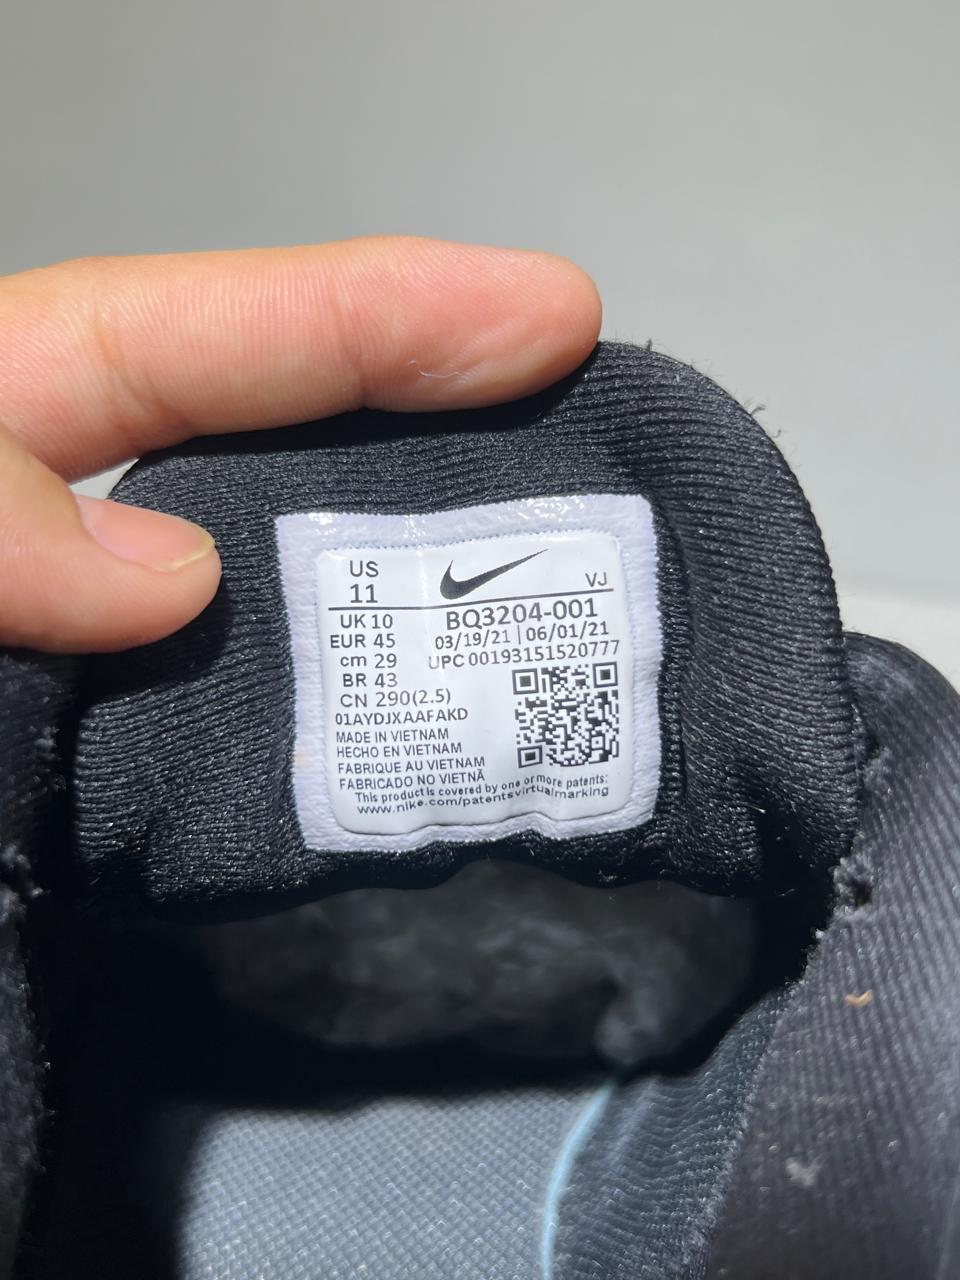 US
11
VJ
UK 10
BQ3204-001
EUR 45
03/19/21 | 06/01/21
cm 29
UPC 00193151520777
BR 43
CN 290(2.5)
01AYDJXAAFAKD
MADE IN VIETNAM
HECHO EN VIETNAM
FABRIQUE AU VIETNAM
FABRICADO NO VIETNÃ
This product is covered by one or more patents:
www.nike.com/patentsvirtualmarking